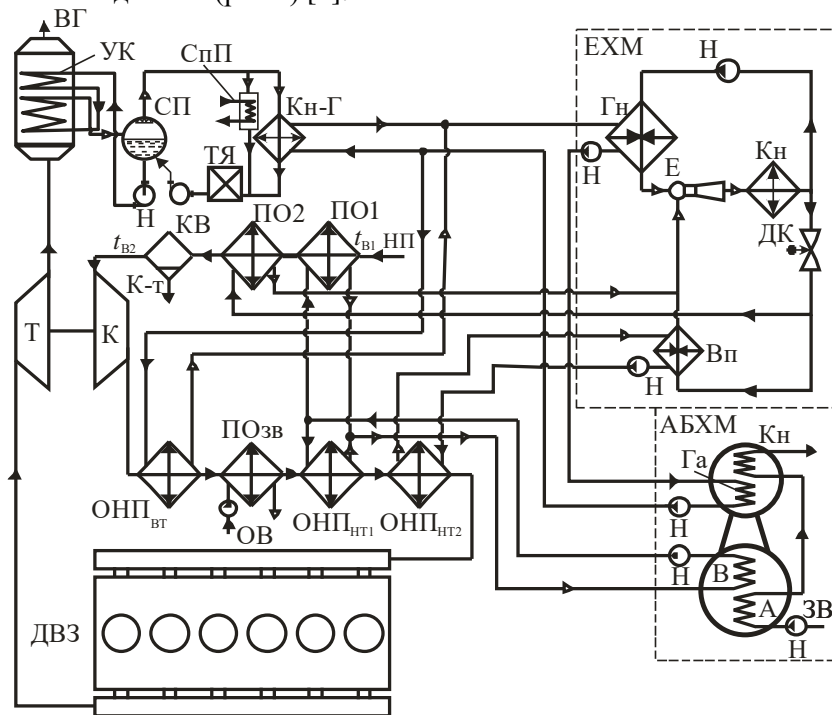 ВГ
УК
СпП
СП
Кн-Г
ТЯ
Н
КВ
ПО2
ПО1
tв2
tв1 НП
К-т
Т
К
ЕХМ
Н
Гн
Н
Е
Кн
ДК
Вп
Н
АБХМ
Кн
Га
Н
Н
В
А
ЗВ
Н
ПОзв
ОНПВТ
ОВ
ОНПНТ1
ОНПНТ2
ДВЗ